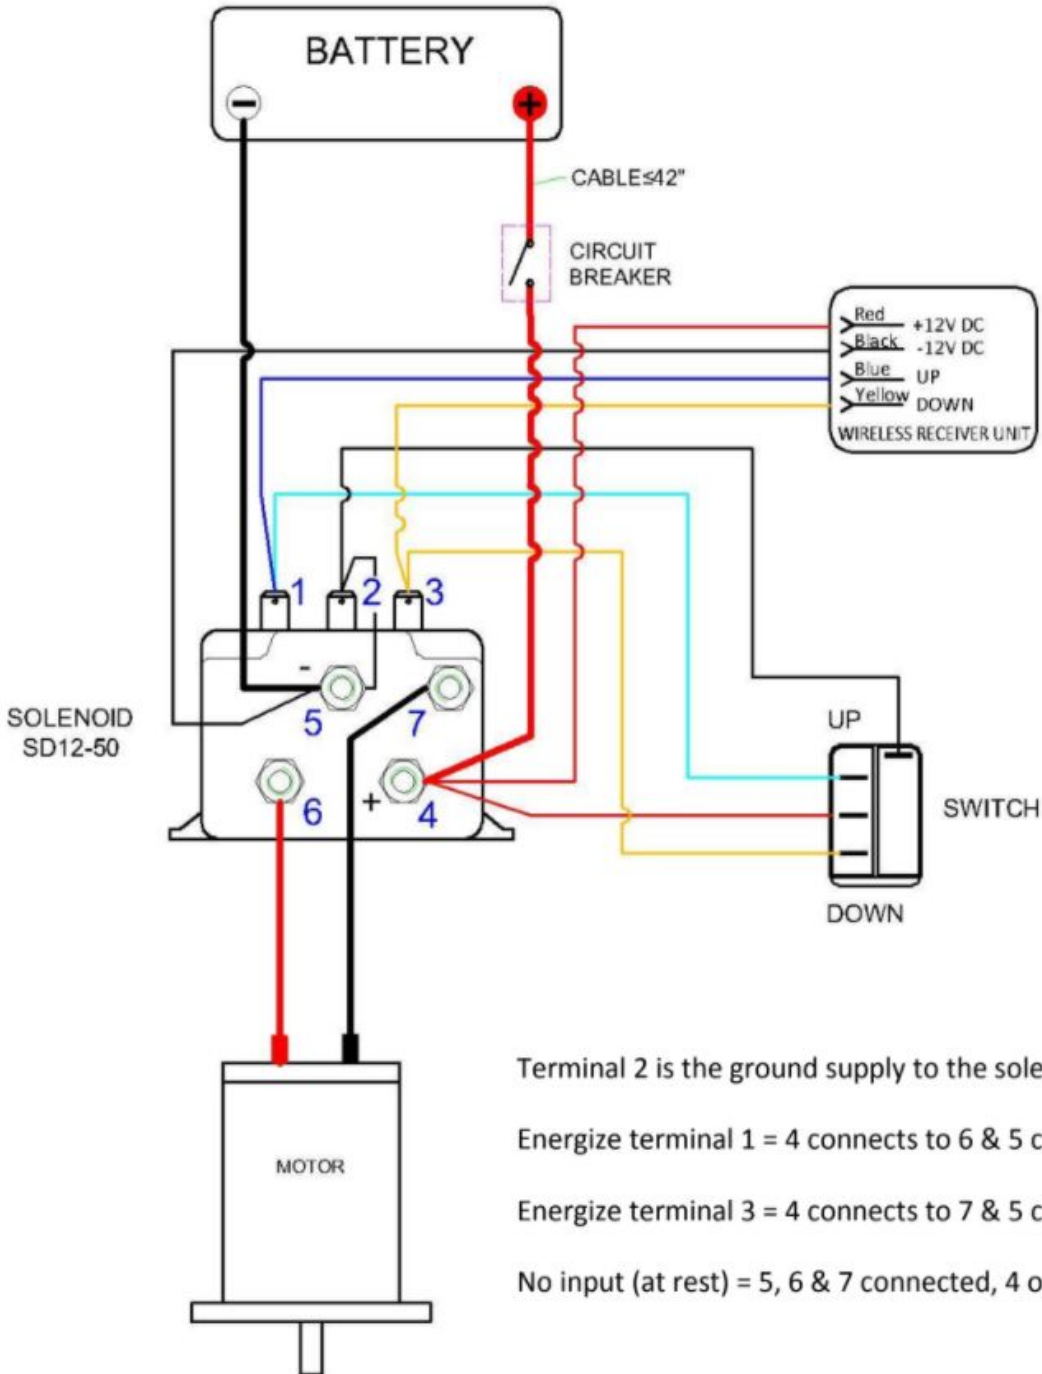 BATTERY
CABLE≤42"
CIRCUIT
BREAKER
Red +12V DC
Black -12V DC
Blue UP
Yellow DOWN
WIRELESS RECEIVER UNIT
1 2 3
-
5 7
SOLENOID
SD12-50
+
6 4
UP
SWITCH
DOWN
MOTOR
Terminal 2 is the ground supply to the sole
Energize terminal 1 = 4 connects to 6 & 5 c
Energize terminal 3 = 4 connects to 7 & 5 c
No input (at rest) = 5, 6 & 7 connected, 4 o